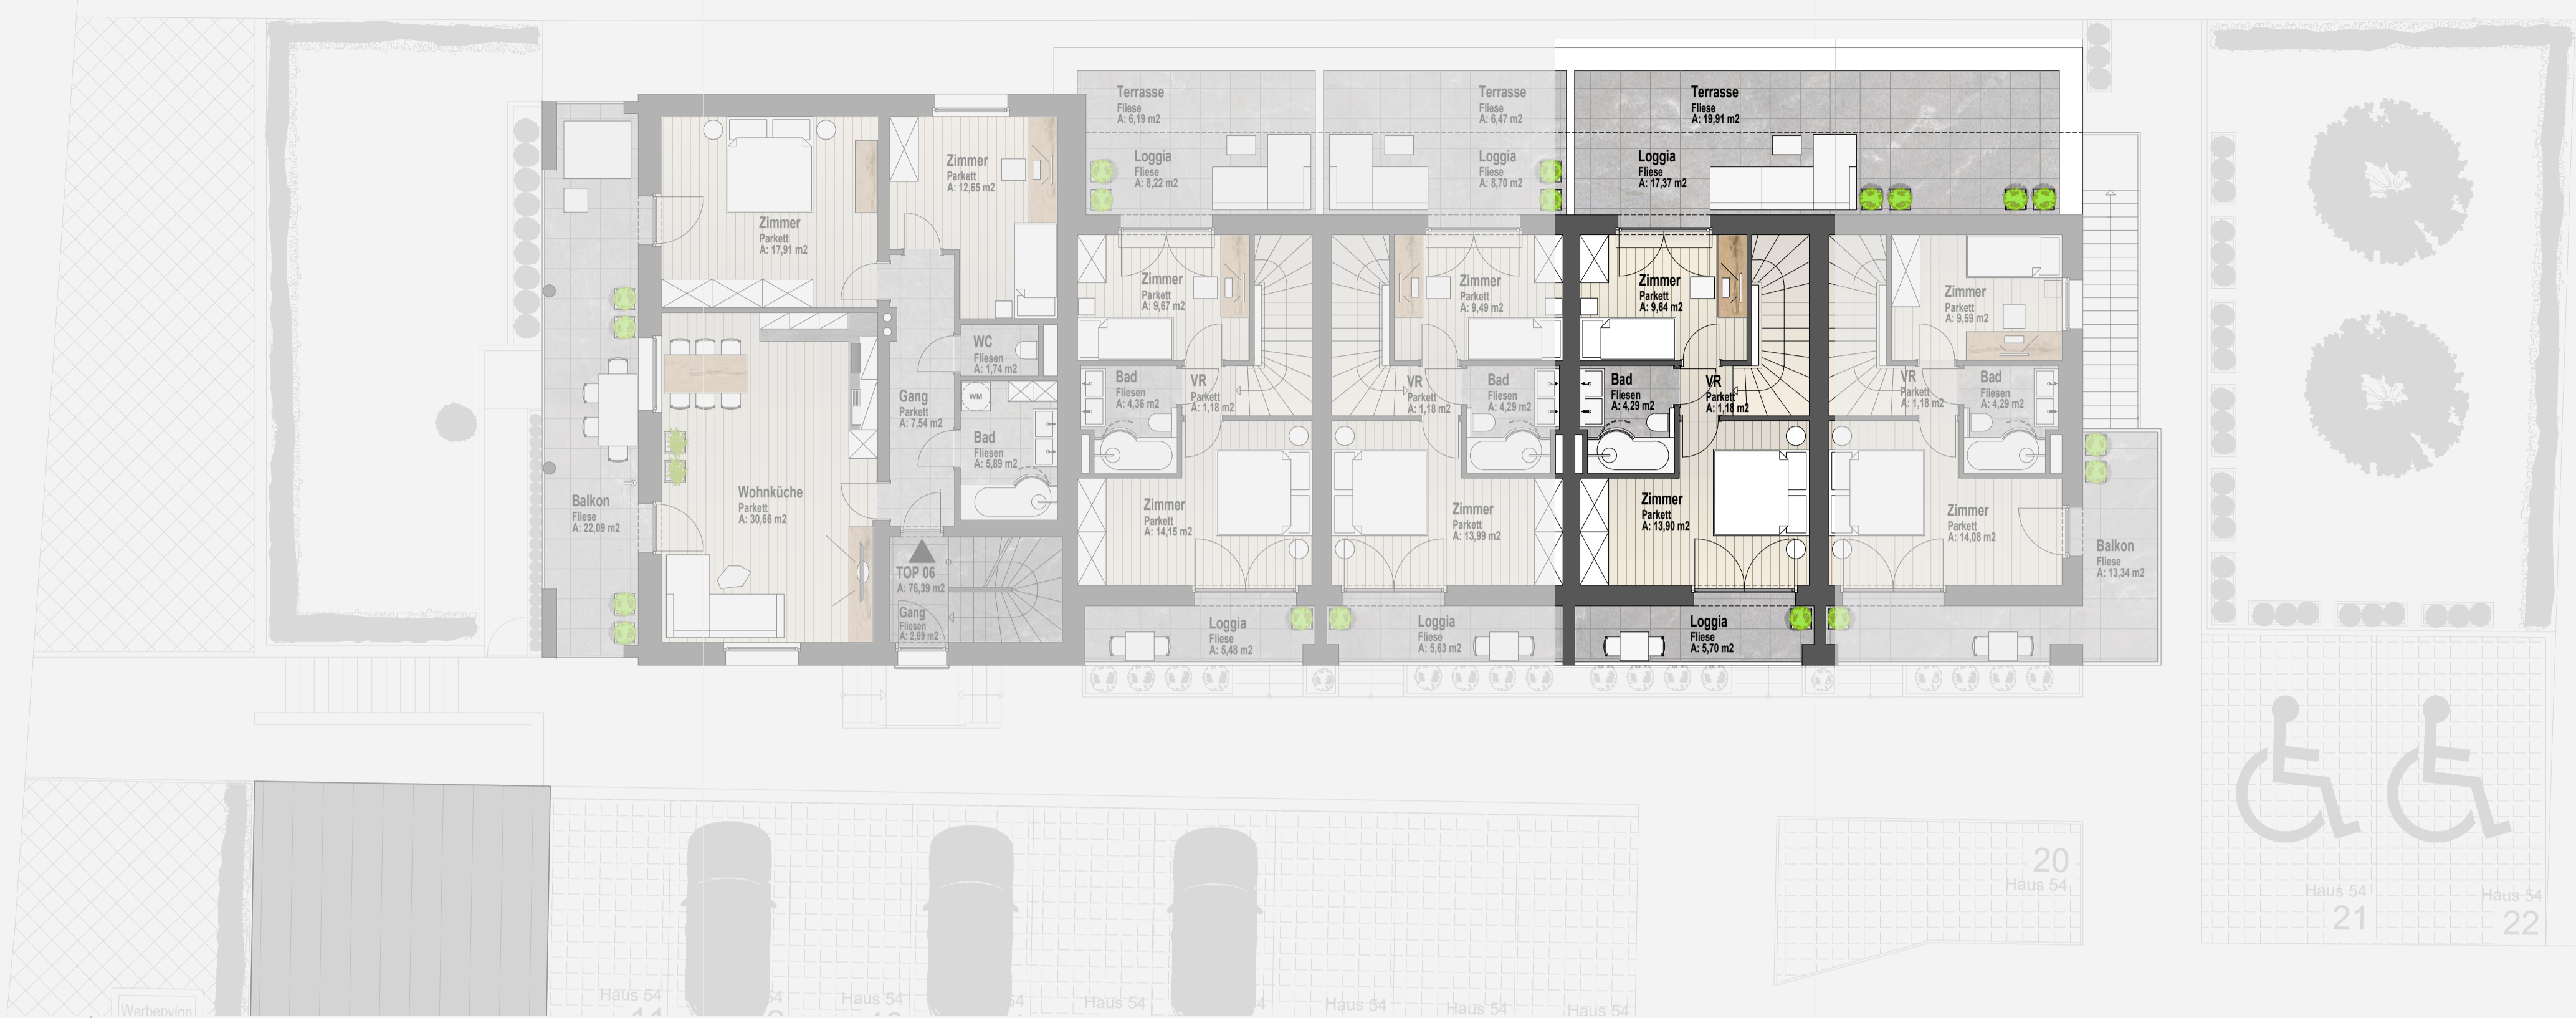 Terrasse
Fliese
A: 6,19 m2
Loggia
Fliese
A: 8,22 m2
Terrasse
Fliese
A: 6,47 m2
Loggia
Fliese
A: 8,70 m2
Terrasse
Fliese
A: 19,91 m2
Loggia
Fliese
A: 17,37 m2
Zimmer
Parkett
A: 17,91 m2
Zimmer
Parkett
A: 12,65 m2
Zimmer
Parkett
A: 9,67 m2
Zimmer
Parkett
A: 9,49 m2
Zimmer
Parkett
A: 9,64 m2
Zimmer
Parkett
A: 9,59 m2
WC
Fliesen
A: 1,74 m2
Gang
Parkett
A: 7,54 m2
WM
Bad
Fliesen
A: 5,89 m2
Bad
Fliesen
A: 4,36 m2
VR
Parkett
A: 1,18 m2
VR
Parkett
A: 1,18 m2
Bad
Fliesen
A: 4,29 m2
Bad
Fliesen
A: 4,29 m2
VR
Parkett
A: 1,18 m2
VR
Parkett
A: 1,18 m2
Bad
Fliesen
A: 4,29 m2
Balkon
Fliese
A: 22,09 m2
Wohnküche
Parkett
A: 30,66 m2
Zimmer
Parkett
A: 14,15 m2
Zimmer
Parkett
A: 13,99 m2
Zimmer
Parkett
A: 13,90 m2
Zimmer
Parkett
A: 14,08 m2
Balkon
Fliese
A: 13,34 m2
TOP 06
A: 76,39 m2
Gang
Fliesen
A: 2,69 m2
Loggia
Fliese
A: 5,48 m2
Loggia
Fliese
A: 5,63 m2
Loggia
Fliese
A: 5,70 m2
20
Haus 54
Haus 54
21
Haus 54
22
Haus 54
Haus 54
Haus 54
Haus 54
Haus 54
Haus 54
Werbepylon